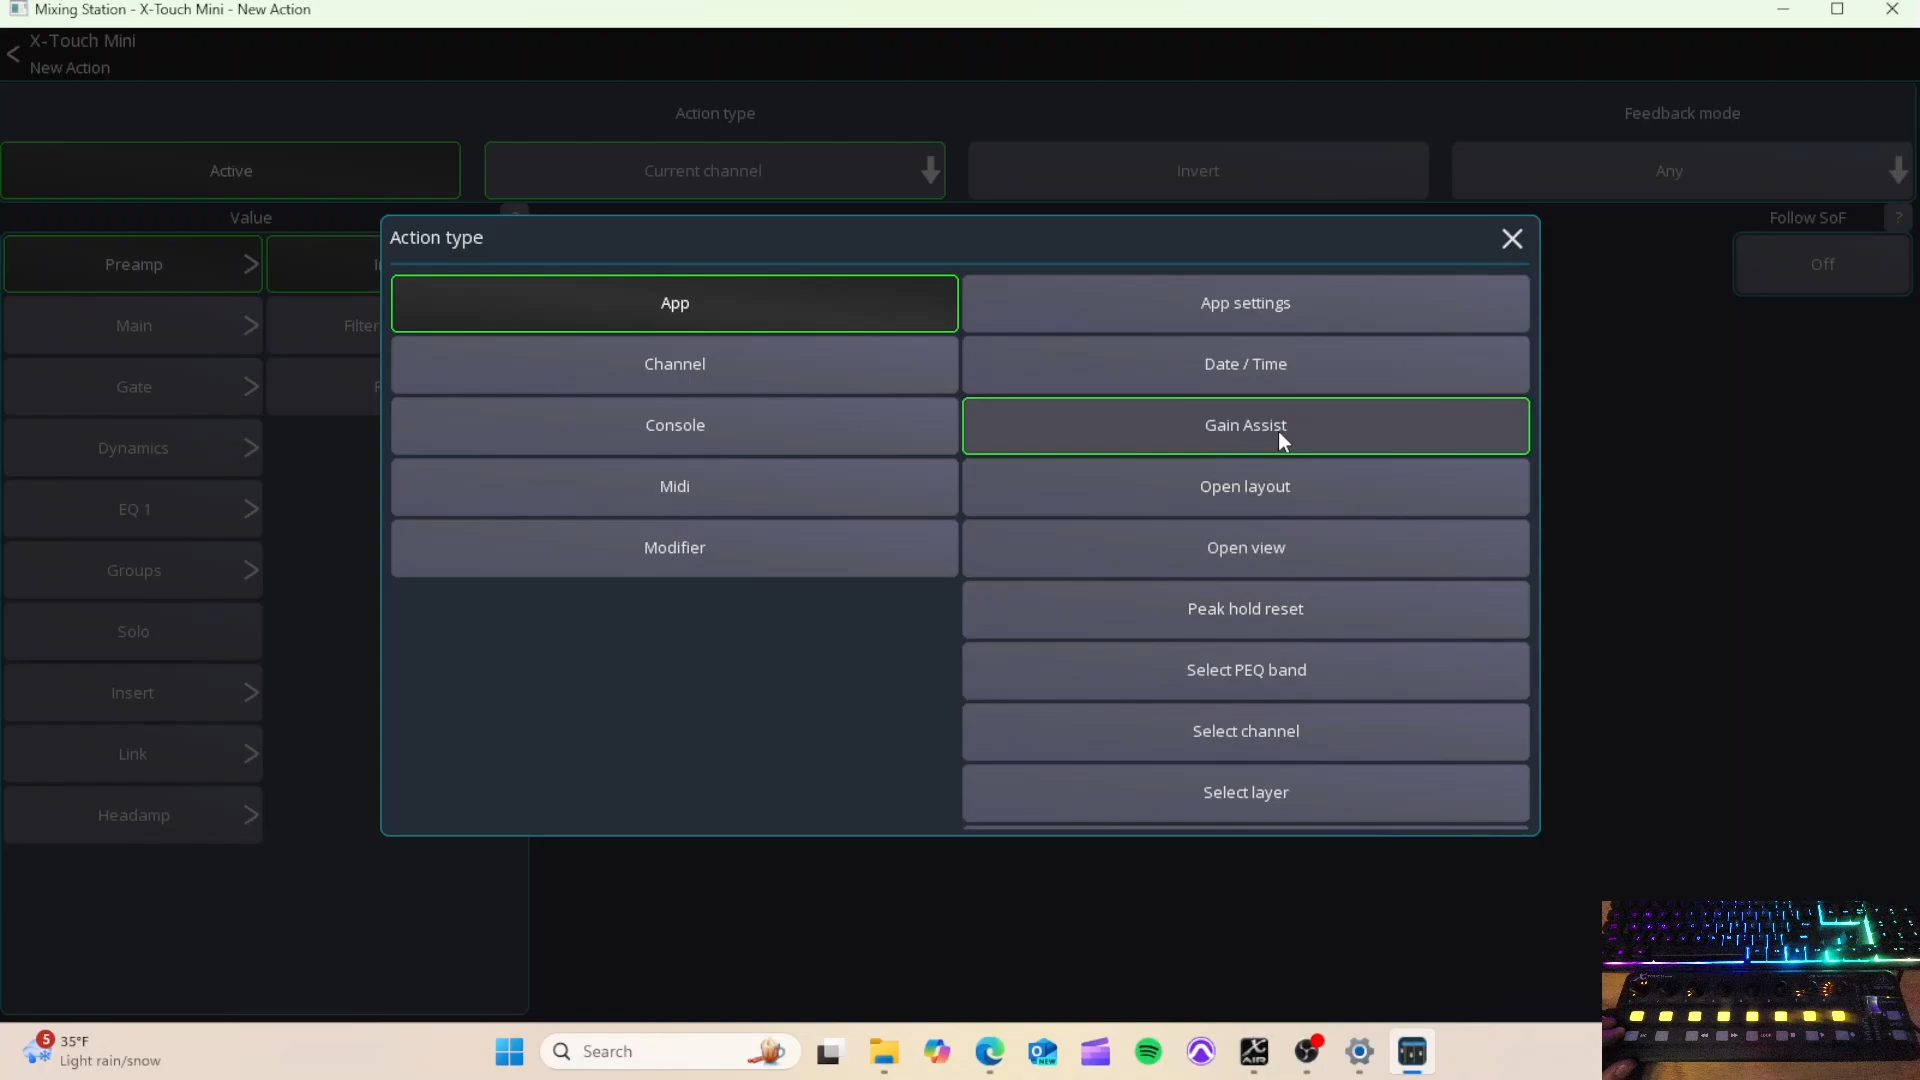 Mixing Station - X-Touch Mini - New Action
X-Touch Mini
New Action
Action type
Feedback mode
Active
Current channel
Invert
Any
Value
Follow SoF
?
Preamp
Off
Main
Filter
Gate
Dynamics
EQ 1
Groups
Solo
Insert
Link
Headamp
Action type
App
App settings
Channel
Date / Time
Console
Gain Assist
Midi
Open layout
Modifier
Open view
Peak hold reset
Select PEQ band
Select channel
Select layer
5
35°F
Light rain/snow
Search
NEW
X AIR